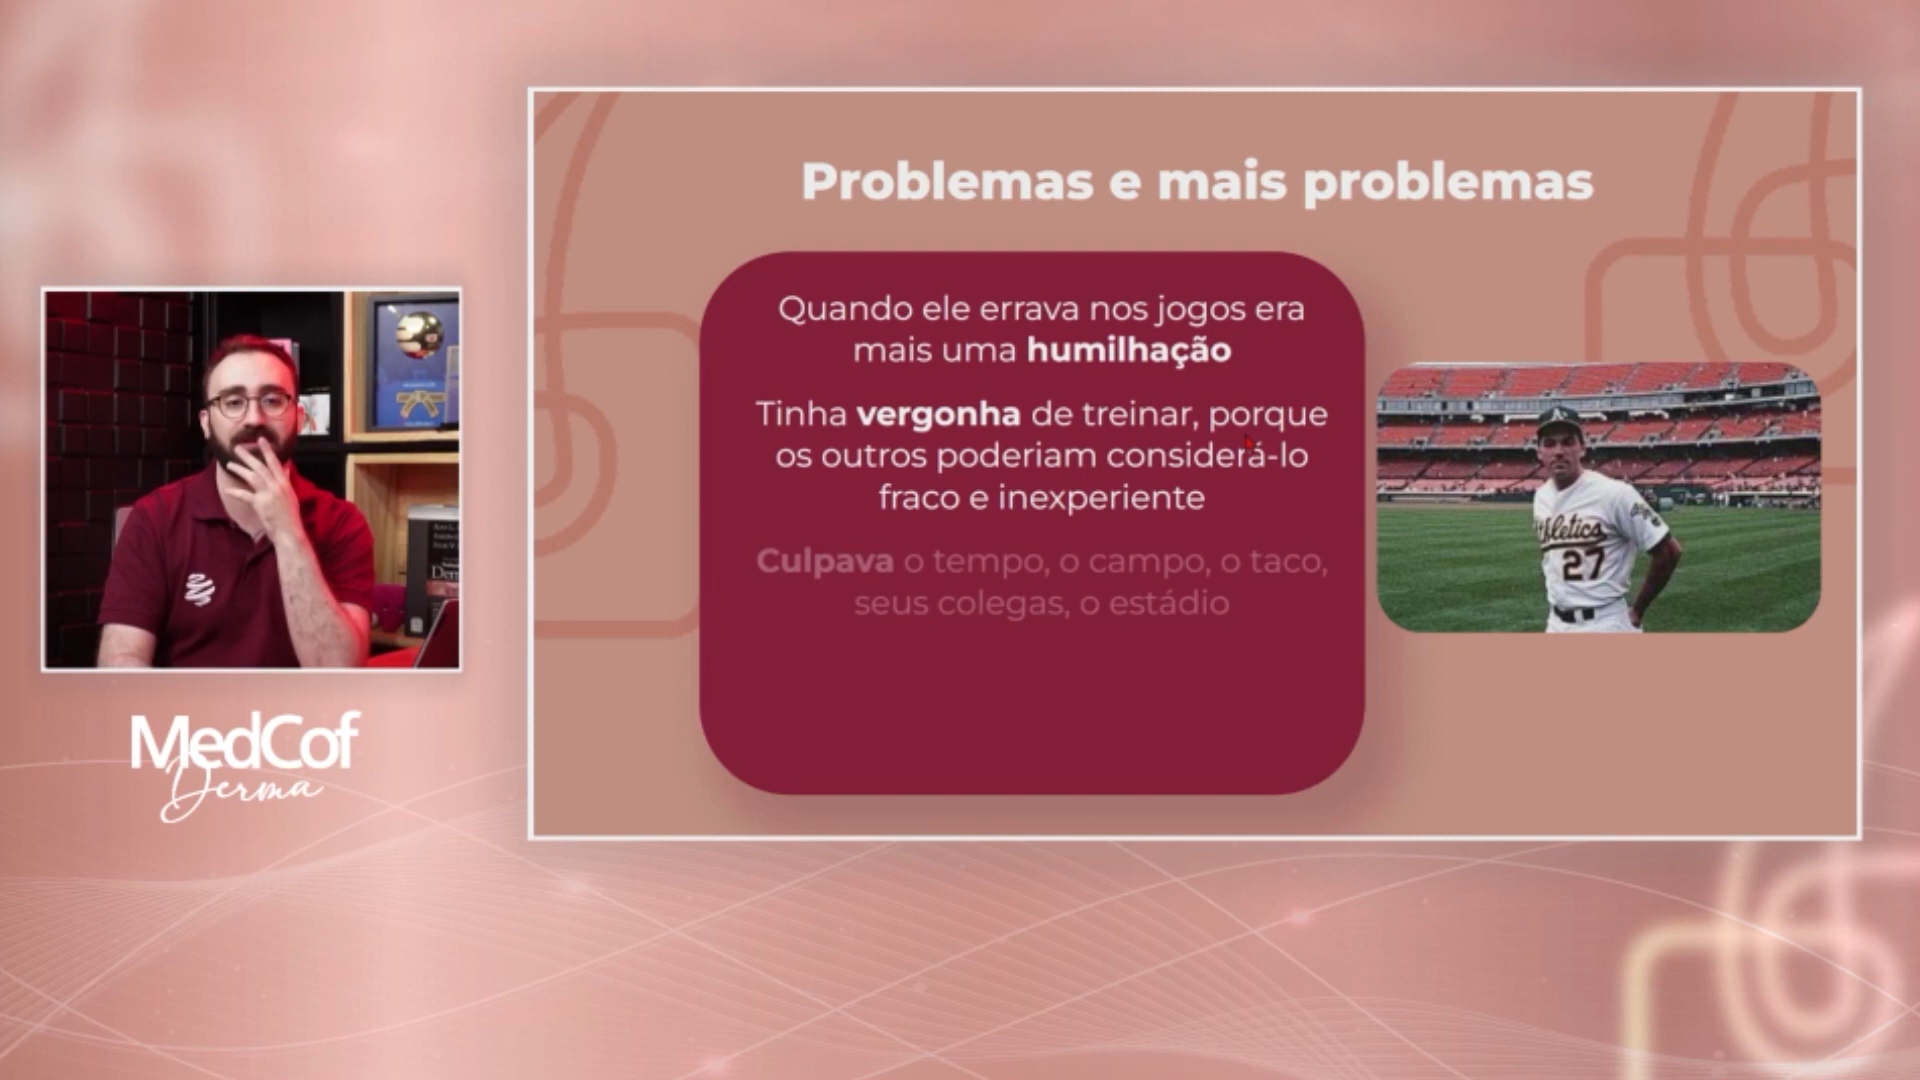 Problemas e mais problemas
Quando ele errava nos jogos era
mais uma humilhação
Tinha vergonha de treinar, porque
os outros poderiam considerá-lo
fraco e inexperiente
Culpava o tempo, o campo, o taco,
seus colegas, o estádio
Athletics
27
MedCof
Derma